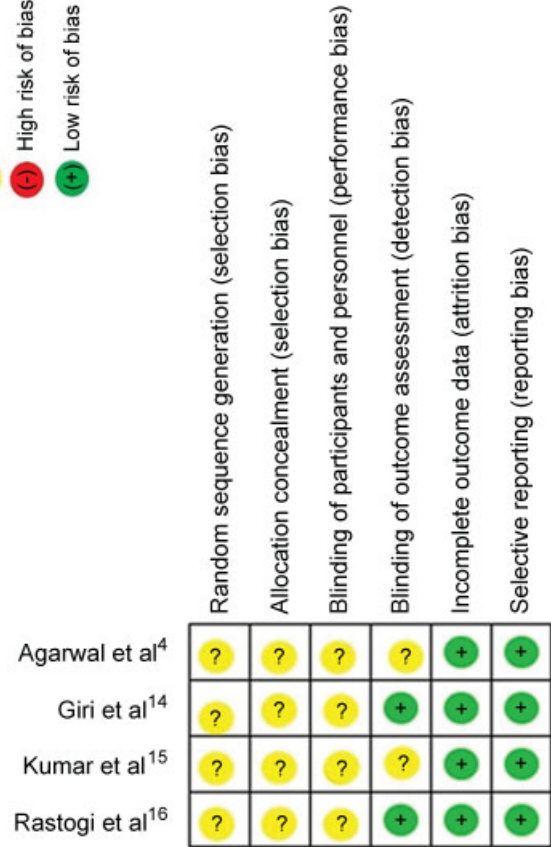 (-) High risk of bias
(+) Low risk of bias
Random sequence generation (selection bias)
Allocation concealment (selection bias)
Blinding of participants and personnel (performance bias)
Blinding of outcome assessment (detection bias)
Incomplete outcome data (attrition bias)
Selective reporting (reporting bias)
Agarwal et al4 ? ? ? ? + +
Giri et al14 ? ? ? + + +
Kumar et al15 ? ? ? ? + +
Rastogi et al16 ? ? ? + + +